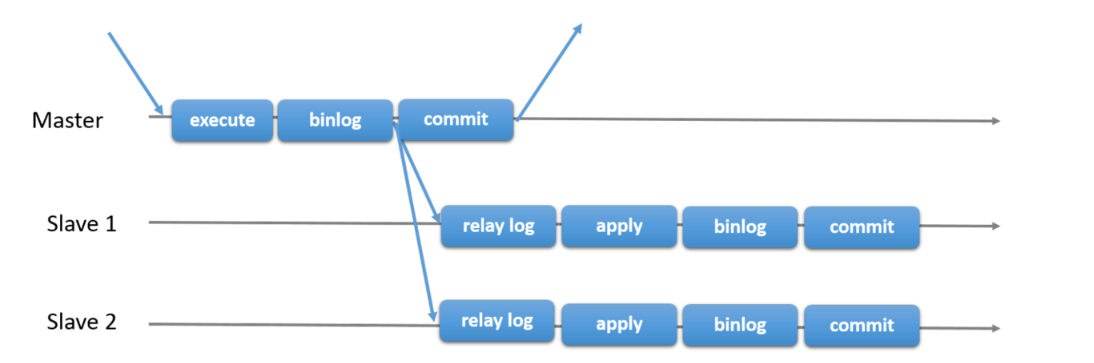 Master execute binlog commit
Slave 1 relay log apply binlog commit
Slave 2 relay log apply binlog commit